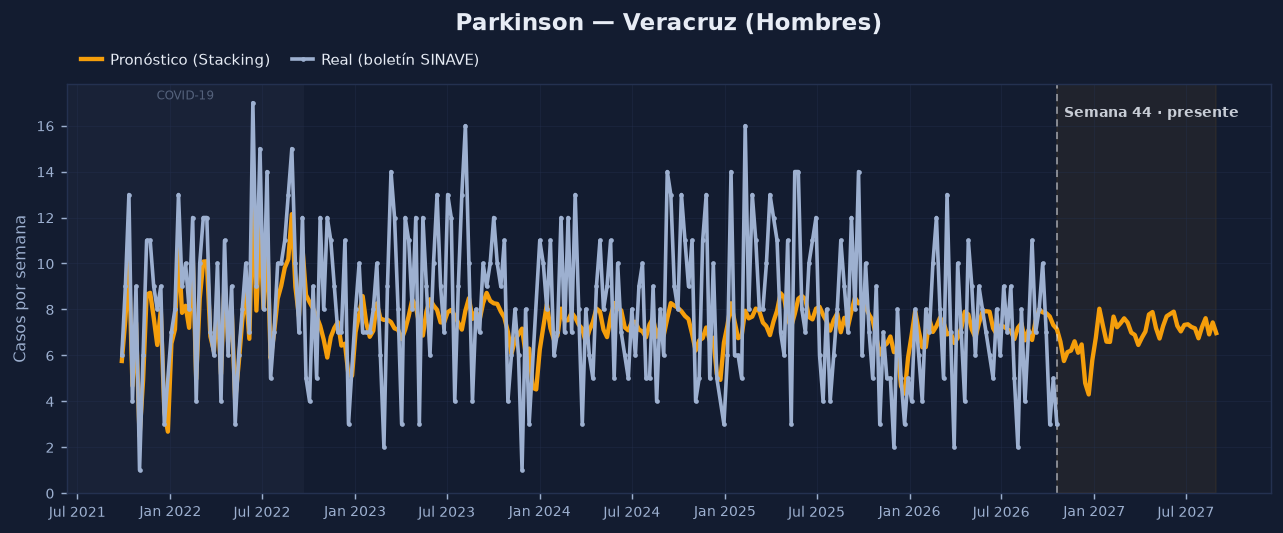 Parkinson — Veracruz (Hombres)
Pronóstico (Stacking)
Real (boletín SINAVE)
COVID-19
Semana 44 · presente
Casos por semana
16
14
12
10
8
6
4
2
0
Jul 2021
Jan 2022
Jul 2022
Jan 2023
Jul 2023
Jan 2024
Jul 2024
Jan 2025
Jul 2025
Jan 2026
Jul 2026
Jan 2027
Jul 2027